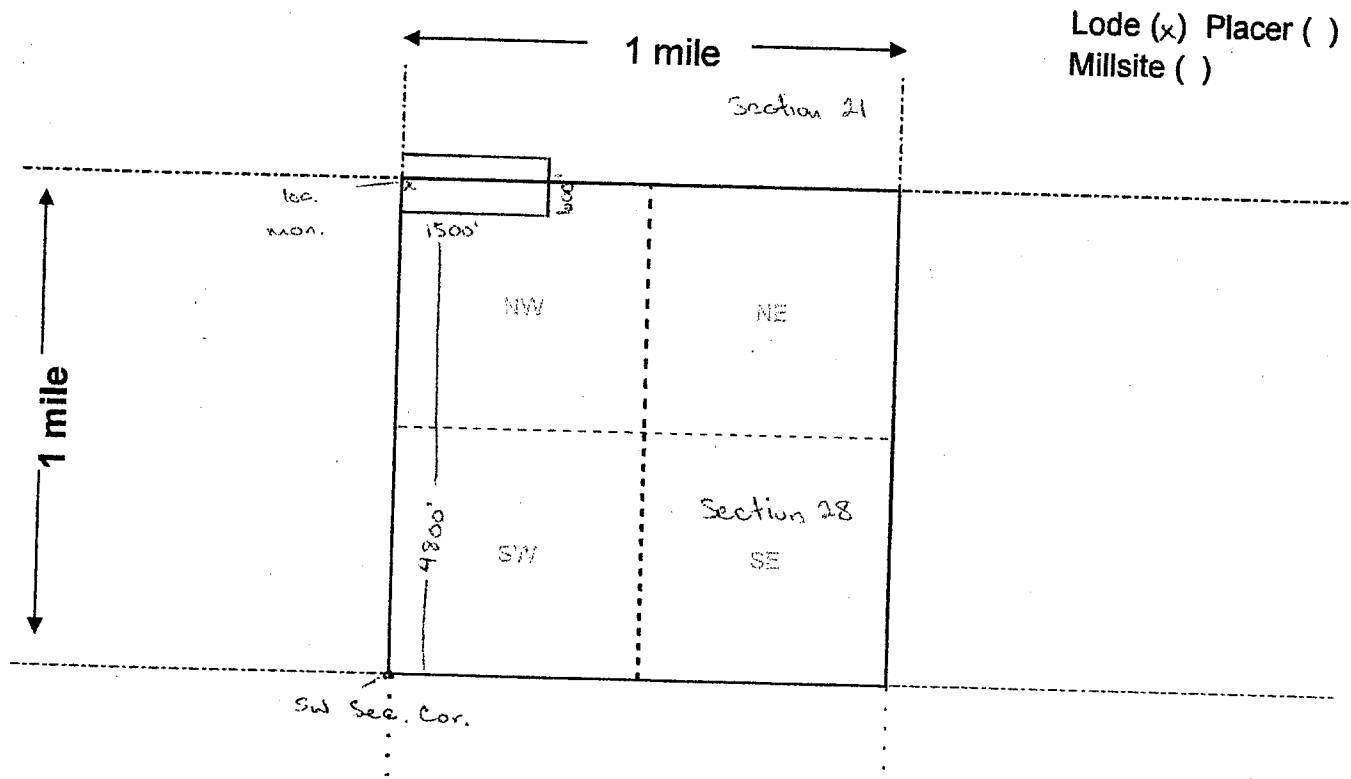 Lode (x) Placer ( )
Millsite ( )
1 mile
Section 21
loc.
mon.
x
600'
1500'
NW
NE
1 mile
4800'
Section 28
SW
SE
SW Sec. Cor.